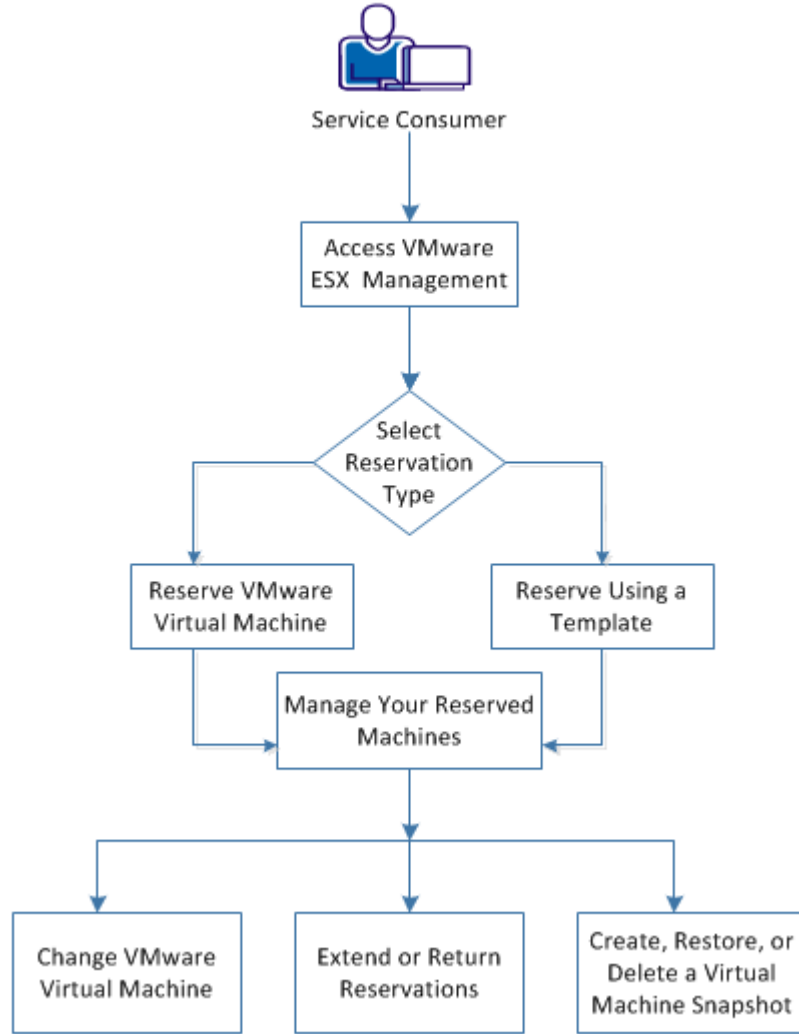 Service Consumer
Access VMware
ESX Management
Select
Reservation
Type
Reserve VMware
Virtual Machine
Reserve Using a
Template
Manage Your Reserved
Machines
Change VMware
Virtual Machine
Extend or Return
Reservations
Create, Restore, or
Delete a Virtual
Machine Snapshot